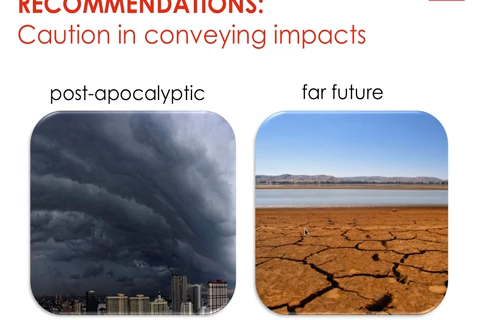 RECOMMENDATIONS:
Caution in conveying impacts
post-apocalyptic
far future